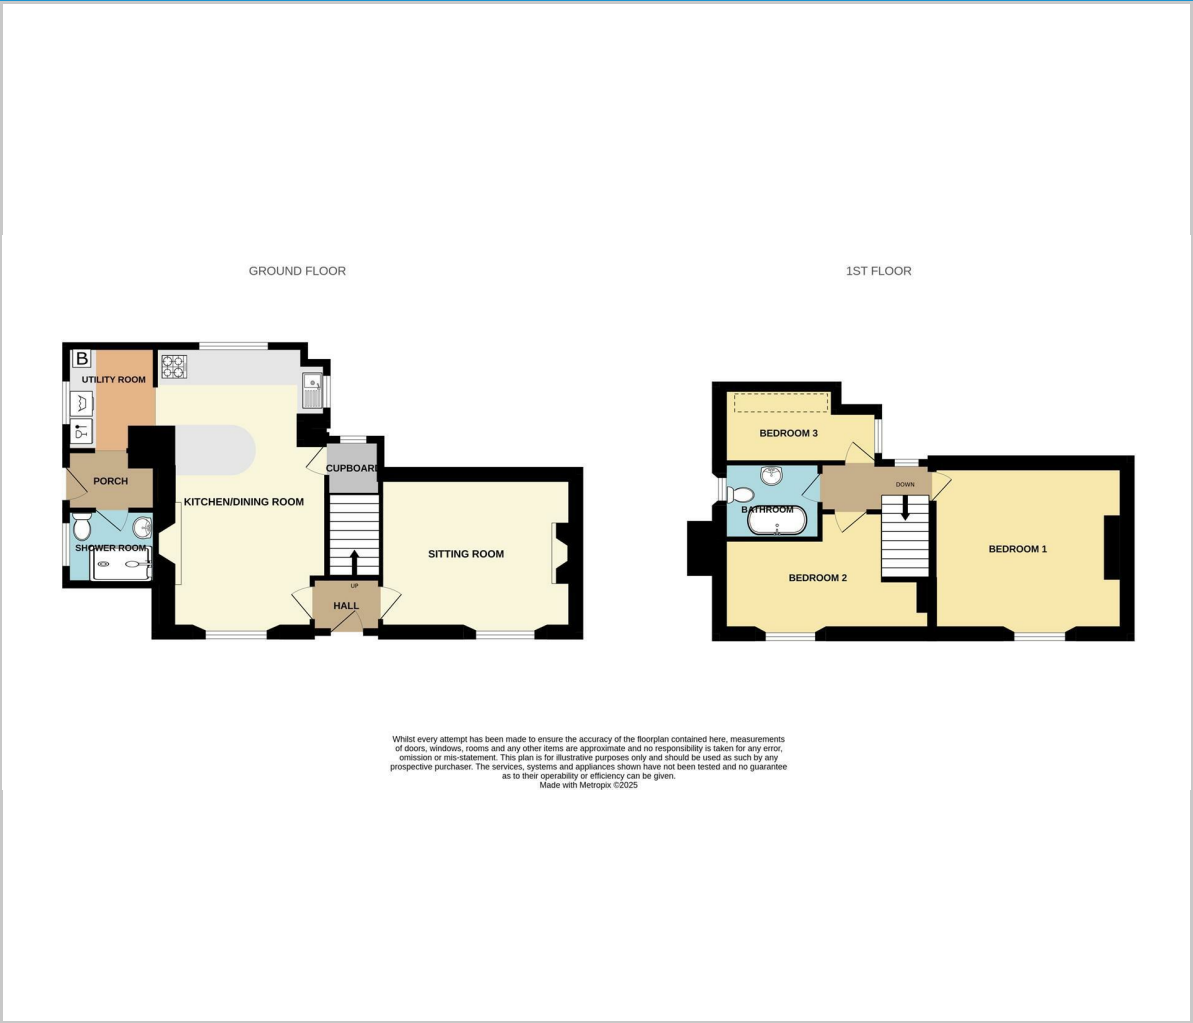 GROUND FLOOR
B
UTILITY ROOM
PORCH
SHOWER ROOM
KITCHEN/DINING ROOM
CUPBOARD
UP
HALL
SITTING ROOM
1ST FLOOR
BEDROOM 3
BATHROOM
DOWN
BEDROOM 2
BEDROOM 1
Whilst every attempt has been made to ensure the accuracy of the floorplan contained here, measurements
of doors, windows, rooms and any other items are approximate and no responsibility is taken for any error,
omission or mis-statement. This plan is for illustrative purposes only and should be used as such by any
prospective purchaser. The services, systems and appliances shown have not been tested and no guarantee
as to their operability or efficiency can be given.
Made with Metropix ©2025